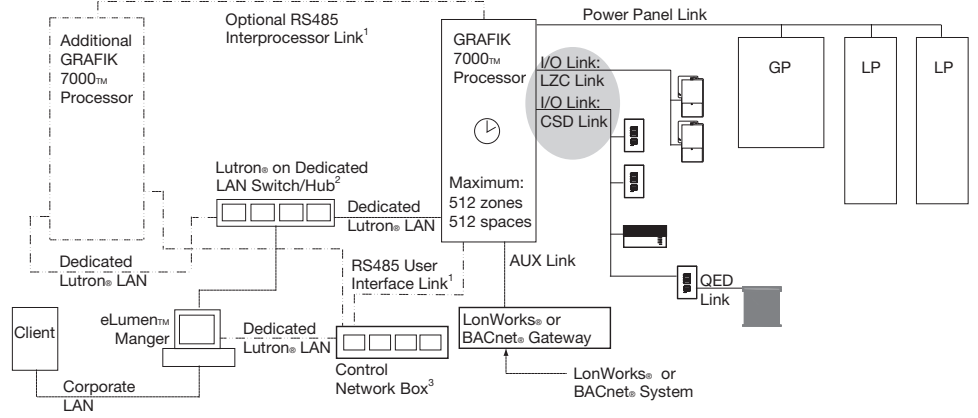 Optional RS485
Interprocessor Link1
Power Panel Link
Additional
GRAFIK
7000TM
Processor
GRAFIK
7000TM
Processor
I/O Link:
LZC Link
I/O Link:
CSD Link
GP
LP
LP
Maximum:
512 zones
512 spaces
Lutron® on Dedicated
LAN Switch/Hub2
Dedicated
Lutron® LAN
Dedicated
Lutron® LAN
RS485 User
Interface Link1
AUX Link
QED
Link
Client
eLumenTM
Manger
Dedicated
Lutron® LAN
LonWorks® or
BACnet® Gateway
Control
Network Box3
Corporate
LAN
LonWorks® or
BACnet® System